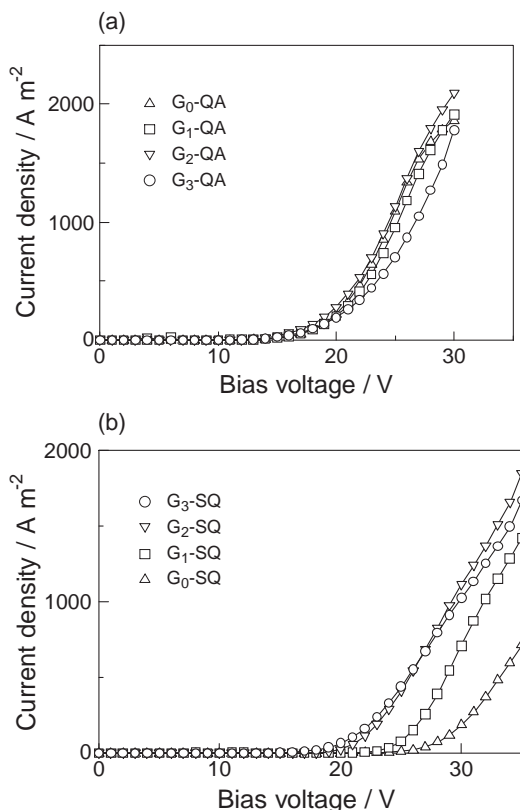 (a)
2000
1000
0
Current density / A m⁻²
G₀-QA
G₁-QA
G₂-QA
G₃-QA
0 10 20 30
Bias voltage / V
(b)
2000
1000
0
Current density / A m⁻²
G₃-SQ
G₂-SQ
G₁-SQ
G₀-SQ
0 10 20 30
Bias voltage / V